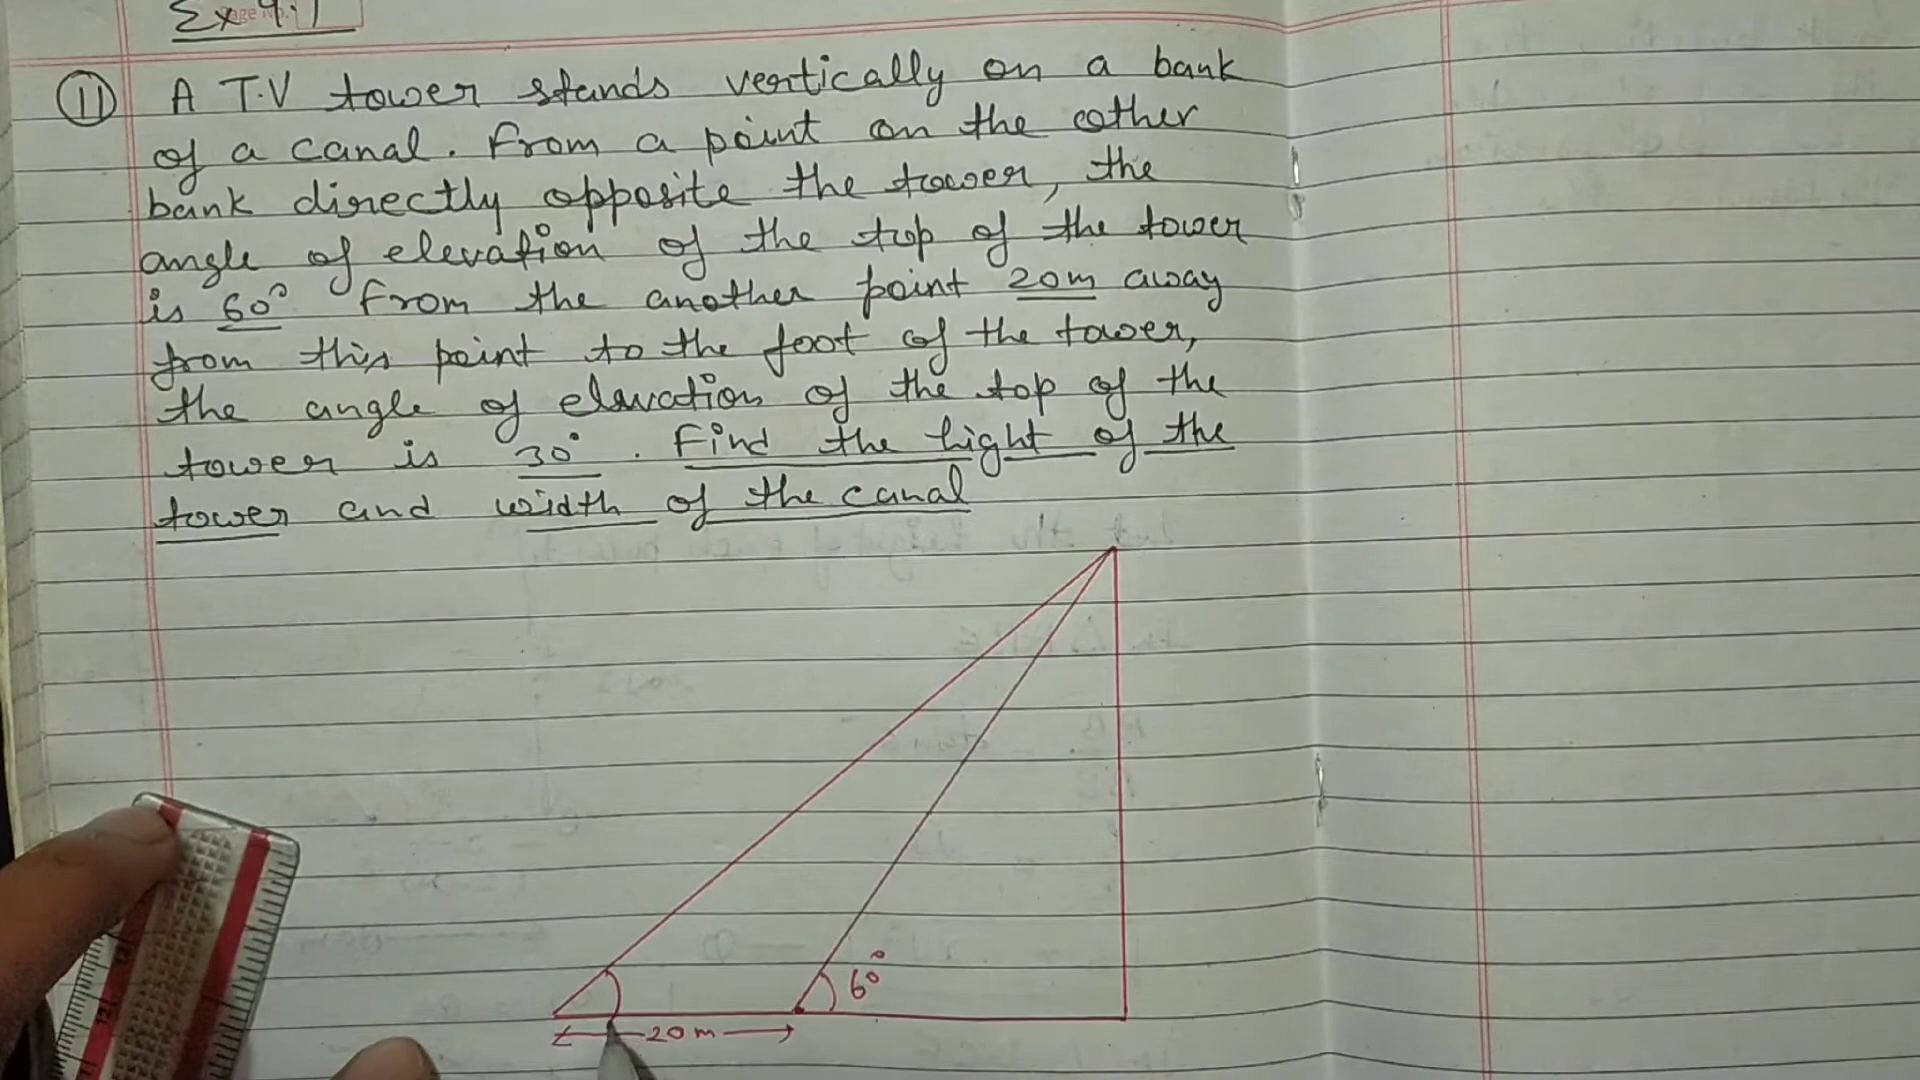 Ex 9.1
Page No.
11 A T.V tower stands vertically on a bank
of a canal. From a point on the other
bank directly opposite the tower, the
angle of elevation of the top of the tower
is 60° From the another point 20m away
from this point to the foot of the tower,
the angle of elevation of the top of the
tower is 30°. Find the hight of the
tower and width of the canal
60°
20 m